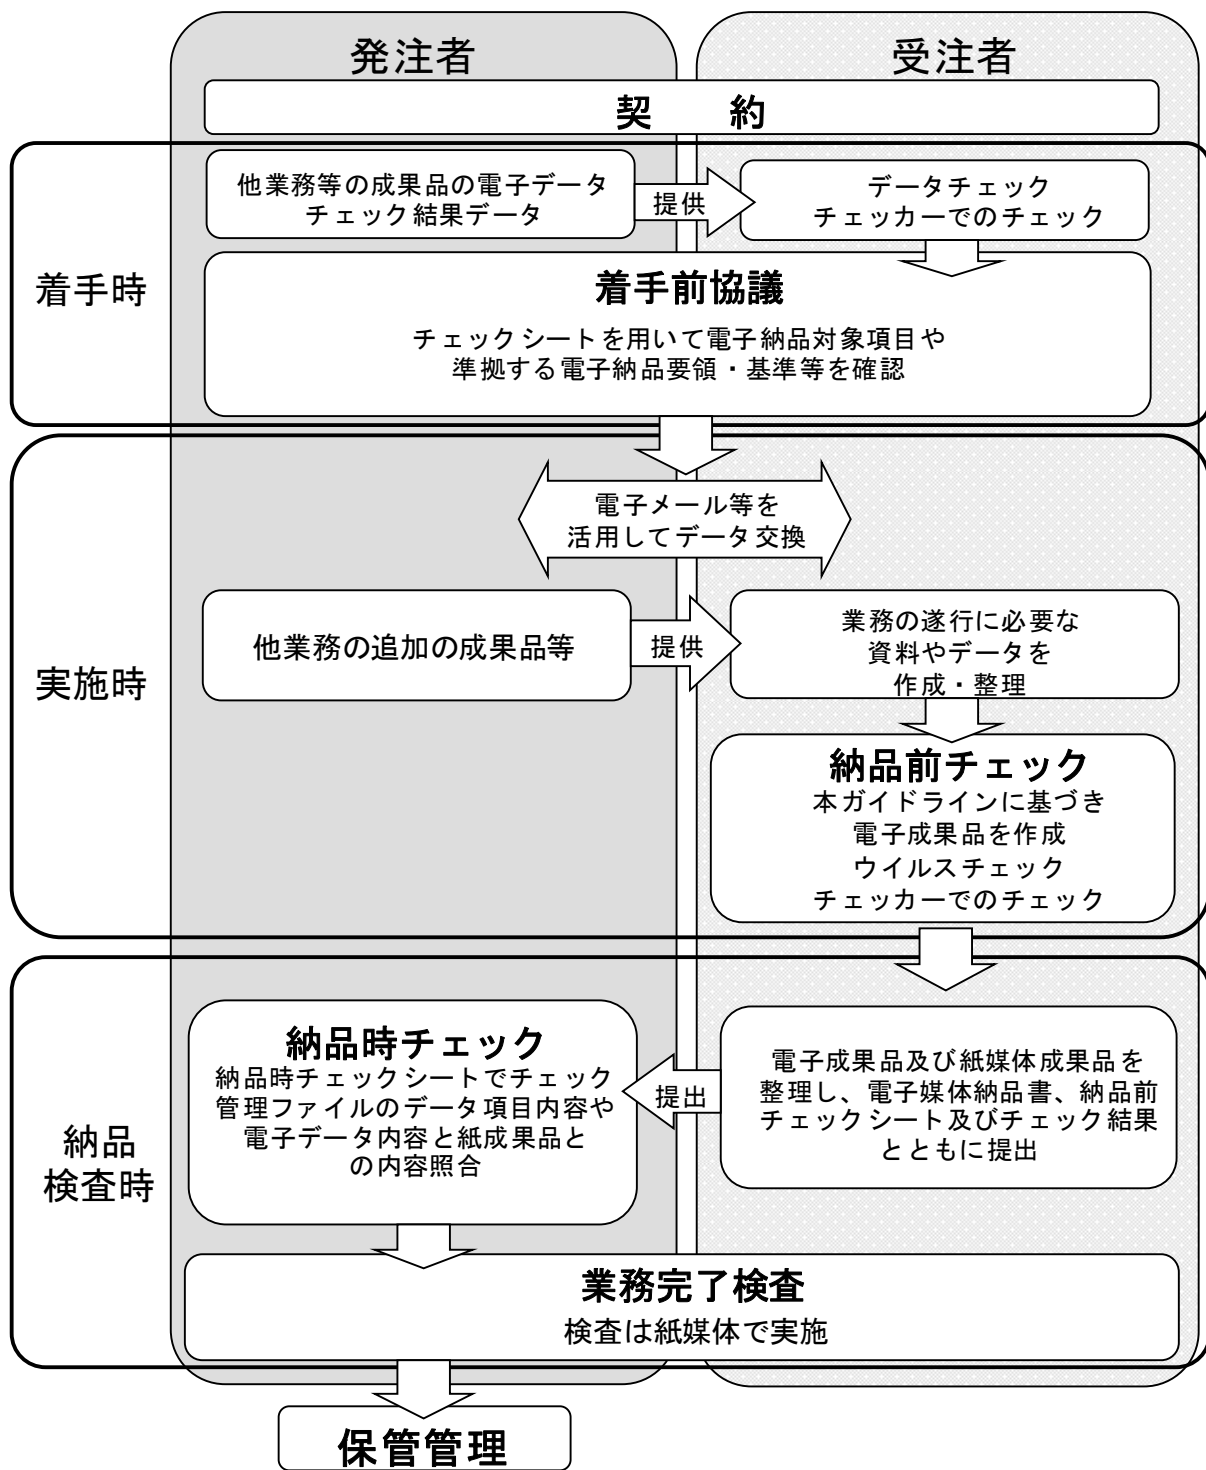 発注者
受注者
契　約
着手時
他業務等の成果品の電子データ
チェック結果データ
提供
データチェック
チェッカーでのチェック
着手前協議
チェックシートを用いて電子納品対象項目や
準拠する電子納品要領・基準等を確認
実施時
電子メール等を
活用してデータ交換
他業務の追加の成果品等
提供
業務の遂行に必要な
資料やデータを
作成・整理
納品前チェック
本ガイドラインに基づき
電子成果品を作成
ウイルスチェック
チェッカーでのチェック
納品
検査時
納品時チェック
納品時チェックシートでチェック
管理ファイルのデータ項目内容や
電子データ内容と紙成果品と
の内容照合
提出
電子成果品及び紙媒体成果品を
整理し、電子媒体納品書、納品前
チェックシート及びチェック結果
とともに提出
業務完了検査
検査は紙媒体で実施
保管管理